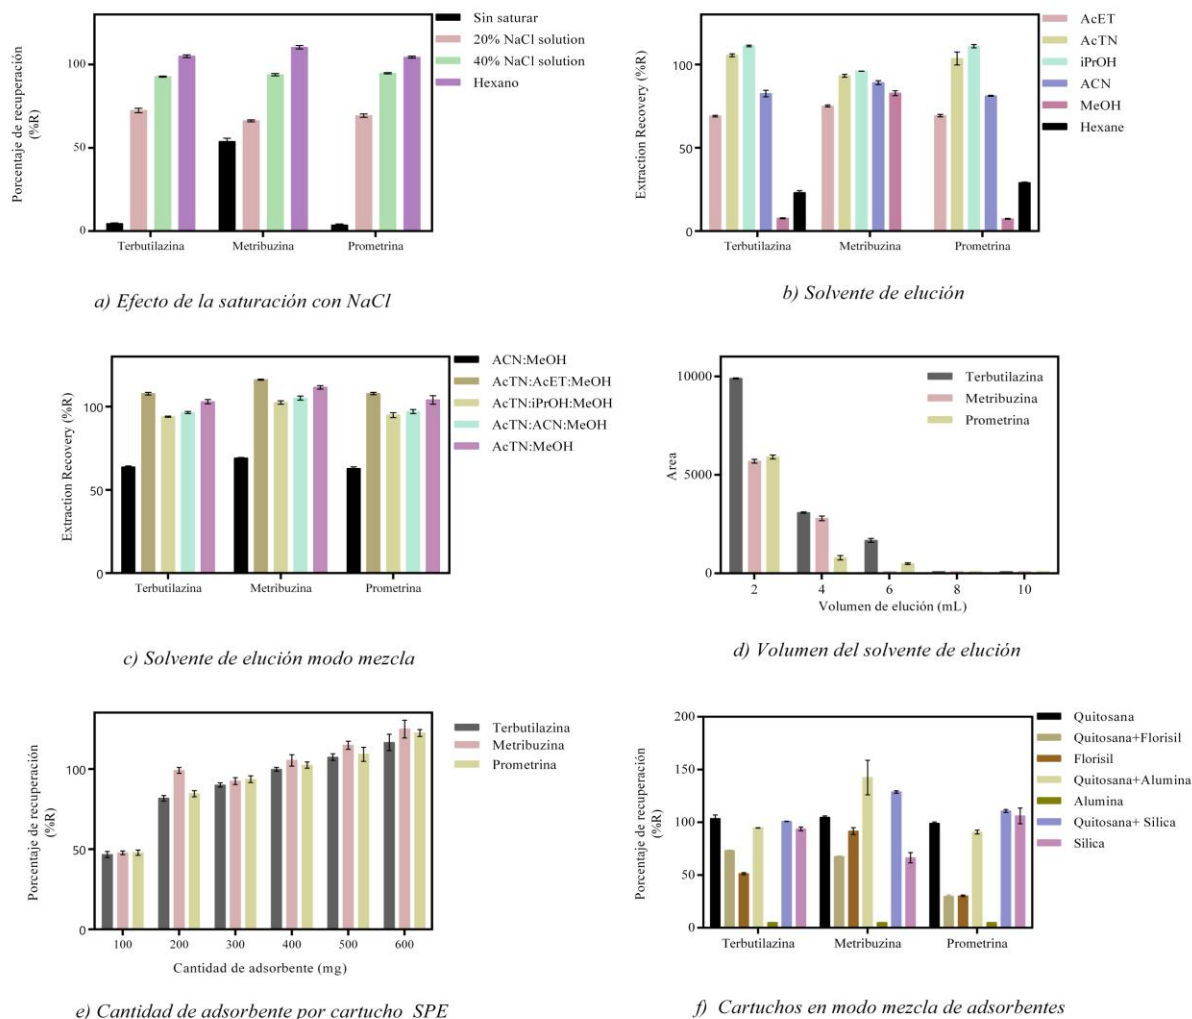 Porcentaje de recuperación
(%R)
100
50
0
Terbutilazina
Metribuzina
Prometrina
Sin saturar
20% NaCl solution
40% NaCl solution
Hexano
a) Efecto de la saturación con NaCl
Extraction Recovery (%R)
100
50
0
Terbutilazina
Metribuzina
Prometrina
AcET
AcTN
iPrOH
ACN
MeOH
Hexane
b) Solvente de elución
Extraction Recovery (%R)
100
50
0
Terbutilazina
Metribuzina
Prometrina
ACN:MeOH
AcTN:AcET:MeOH
AcTN:iPrOH:MeOH
AcTN:ACN:MeOH
AcTN:MeOH
c) Solvente de elución modo mezcla
Area
10000
5000
0
2
4
6
8
10
Volumen de elución (mL)
Terbutilazina
Metribuzina
Prometrina
d) Volumen del solvente de elución
Porcentaje de recuperación
(%R)
100
50
0
100
200
300
400
500
600
Cantidad de adsorbente (mg)
Terbutilazina
Metribuzina
Prometrina
e) Cantidad de adsorbente por cartucho SPE
Porcentaje de recuperación
(%R)
200
150
100
50
0
Terbutilazina
Metribuzina
Prometrina
Quitosana
Quitosana+Florisil
Florisil
Quitosana+Alumina
Alumina
Quitosana+ Silica
Silica
f) Cartuchos en modo mezcla de adsorbentes